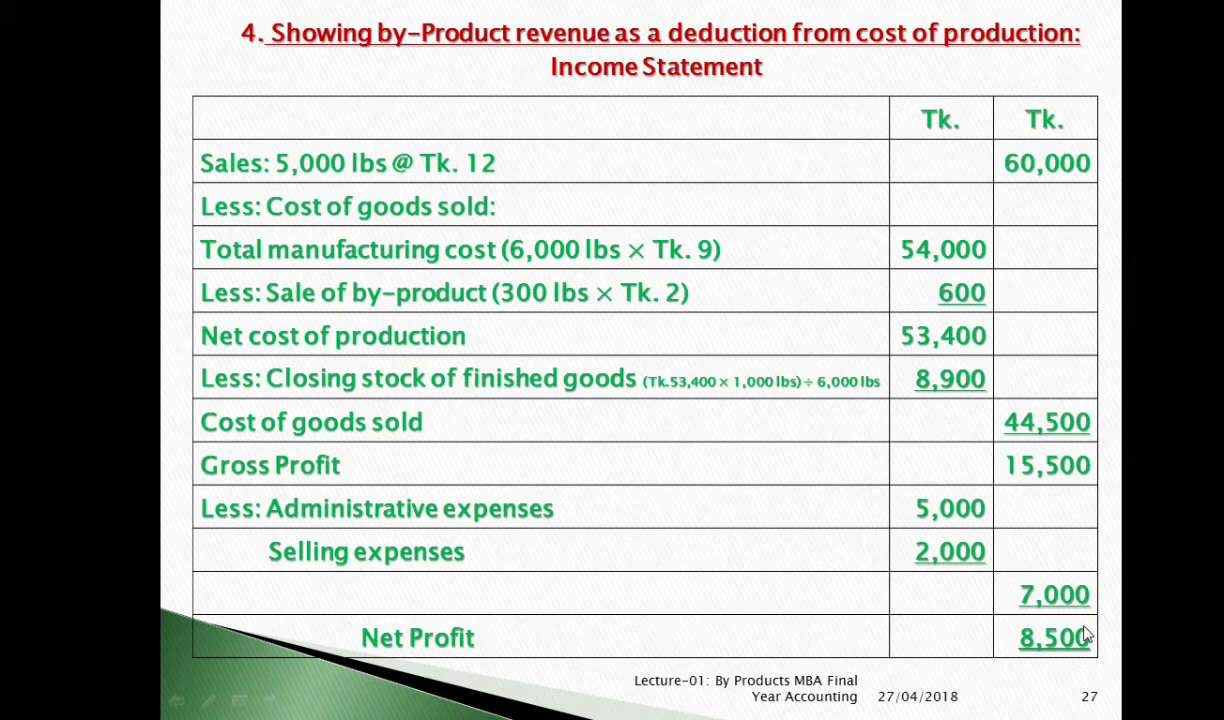 4. Showing by-Product revenue as a deduction from cost of production:
Income Statement
Tk. Tk.
Sales: 5,000 lbs @ Tk. 12 60,000
Less: Cost of goods sold:
Total manufacturing cost (6,000 lbs × Tk. 9) 54,000
Less: Sale of by-product (300 lbs × Tk. 2) 600
Net cost of production 53,400
Less: Closing stock of finished goods (Tk.53,400 × 1,000 lbs) ÷ 6,000 lbs 8,900
Cost of goods sold 44,500
Gross Profit 15,500
Less: Administrative expenses 5,000
Selling expenses 2,000
7,000
Net Profit 8,500
Lecture-01: By Products MBA Final
Year Accounting 27/04/2018 27